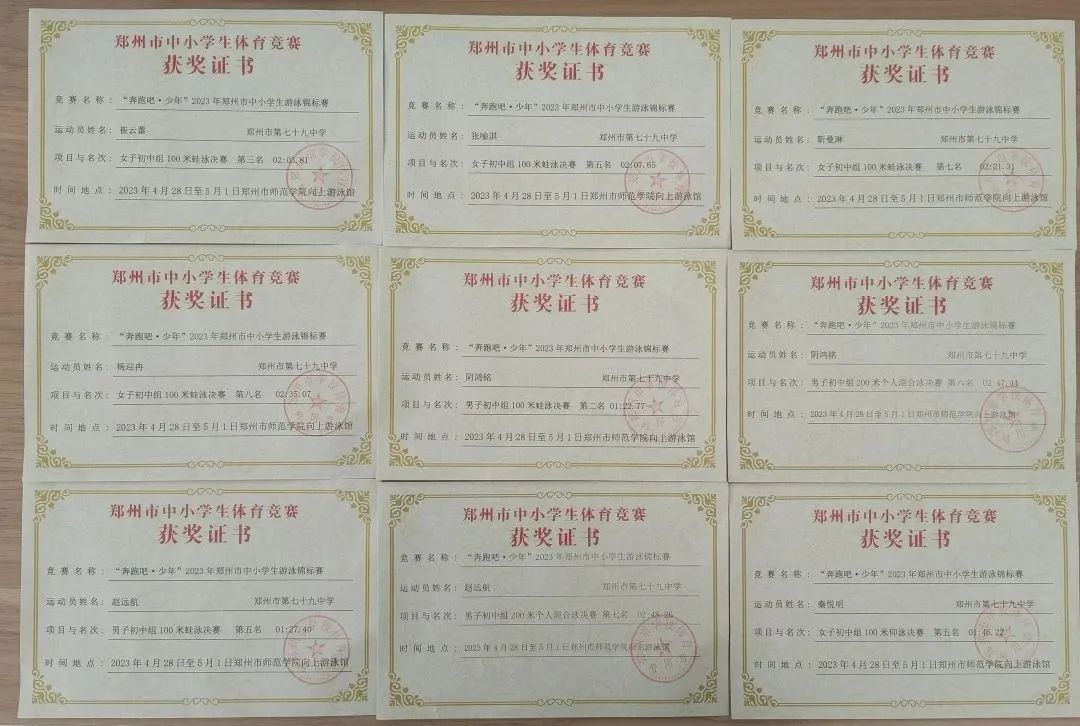 郑州市中小学生体育竞赛
获奖证书
竞赛名称：“奔跑吧·少年”2023年郑州市中小学生游泳锦标赛
运动员姓名：崔云蕾 郑州市第七十九中学
项目与名次：女子初中组100米蛙泳决赛 第三名 02:03.81
时间地点：2023年4月28日至5月1日郑州市师范学院向上游泳馆
郑州市中小学生体育竞赛
获奖证书
竞赛名称：“奔跑吧·少年”2023年郑州市中小学生游泳锦标赛
运动员姓名：张喻淇 郑州市第七十九中学
项目与名次：女子初中组100米蛙泳决赛 第五名 02:07.65
时间地点：2023年4月28日至5月1日郑州市师范学院向上游泳馆
郑州市中小学生体育竞赛
获奖证书
竞赛名称：“奔跑吧·少年”2023年郑州市中小学生游泳锦标赛
运动员姓名：靳曼琳 郑州市第七十九中学
项目与名次：女子初中组100米蛙泳决赛 第七名 02:21.31
时间地点：2023年4月28日至5月1日郑州市师范学院向上游泳馆
郑州市中小学生体育竞赛
获奖证书
竞赛名称：“奔跑吧·少年”2023年郑州市中小学生游泳锦标赛
运动员姓名：杨迎冉 郑州市第七十九中学
项目与名次：女子初中组100米蛙泳决赛 第八名 02:35.07
时间地点：2023年4月28日至5月1日郑州市师范学院向上游泳馆
郑州市中小学生体育竞赛
获奖证书
竞赛名称：“奔跑吧·少年”2023年郑州市中小学生游泳锦标赛
运动员姓名：阴鸿铭 郑州市第七十九中学
项目与名次：男子初中组100米蛙泳决赛 第二名 01:22.77
时间地点：2023年4月28日至5月1日郑州市师范学院向上游泳馆
郑州市中小学生体育竞赛
获奖证书
竞赛名称：“奔跑吧·少年”2023年郑州市中小学生游泳锦标赛
运动员姓名：阴鸿铭 郑州市第七十九中学
项目与名次：男子初中组200米个人混合泳决赛 第六名 02:47.44
时间地点：2023年4月28日至5月1日郑州市师范学院向上游泳馆
郑州市中小学生体育竞赛
获奖证书
竞赛名称：“奔跑吧·少年”2023年郑州市中小学生游泳锦标赛
运动员姓名：赵远航 郑州市第七十九中学
项目与名次：男子初中组100米蛙泳决赛 第五名 01:27.40
时间地点：2023年4月28日至5月1日郑州市师范学院向上游泳馆
郑州市中小学生体育竞赛
获奖证书
竞赛名称：“奔跑吧·少年”2023年郑州市中小学生游泳锦标赛
运动员姓名：赵远航 郑州市第七十九中学
项目与名次：男子初中组200米个人混合泳决赛 第七名 02:48.26
时间地点：2023年4月28日至5月1日郑州市师范学院向上游泳馆
郑州市中小学生体育竞赛
获奖证书
竞赛名称：“奔跑吧·少年”2023年郑州市中小学生游泳锦标赛
运动员姓名：秦悦明 郑州市第七十九中学
项目与名次：女子初中组100米仰泳决赛 第五名 01:46.22
时间地点：2023年4月28日至5月1日郑州市师范学院向上游泳馆